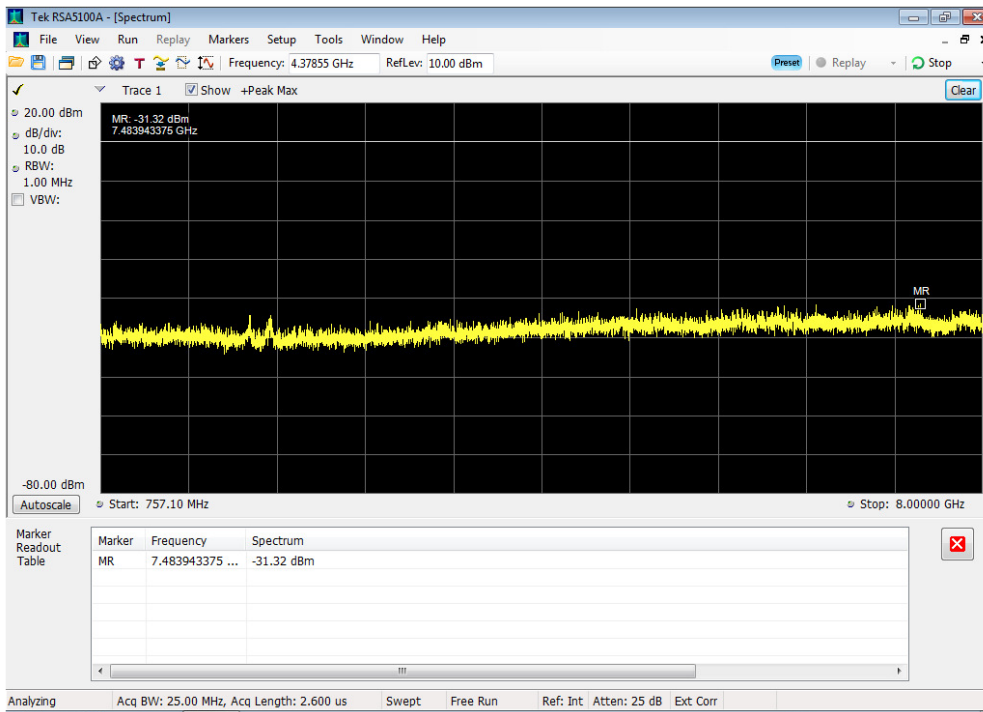 Tek RSA5100A - [Spectrum]
File View Run Replay Markers Setup Tools Window Help
T Frequency: 4.37855 GHz RefLev: 10.00 dBm Preset Replay Stop
Trace 1 Show +Peak Max Clear
20.00 dBm
MR: -31.32 dBm
7.483943375 GHz
dB/div:
10.0 dB
RBW:
1.00 MHz
VBW:
MR
-80.00 dBm
Autoscale Start: 757.10 MHz Stop: 8.00000 GHz
Marker
Readout
Table
Marker Frequency Spectrum
MR 7.483943375 ... -31.32 dBm
Analyzing Acq BW: 25.00 MHz, Acq Length: 2.600 us Swept Free Run Ref: Int Atten: 25 dB Ext Corr